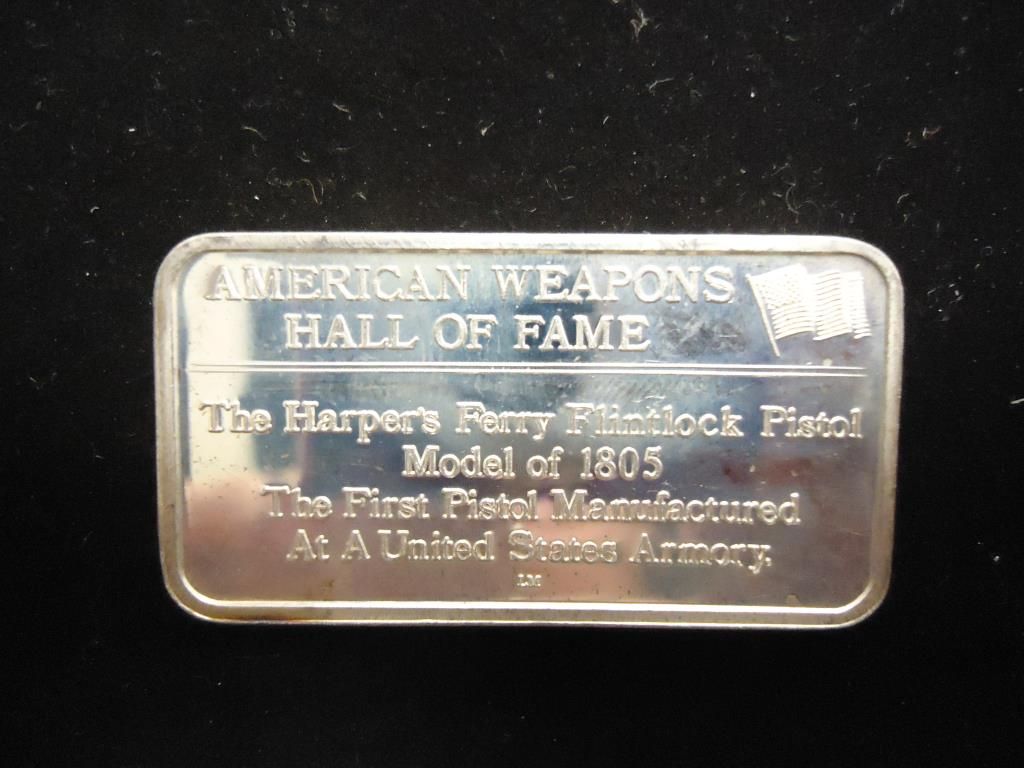 AMERICAN WEAPONS
HALL OF FAME
The Harper's Ferry Flintlock Pistol
Model of 1805
The First Pistol Manufactured
At A United States Armory.
LM